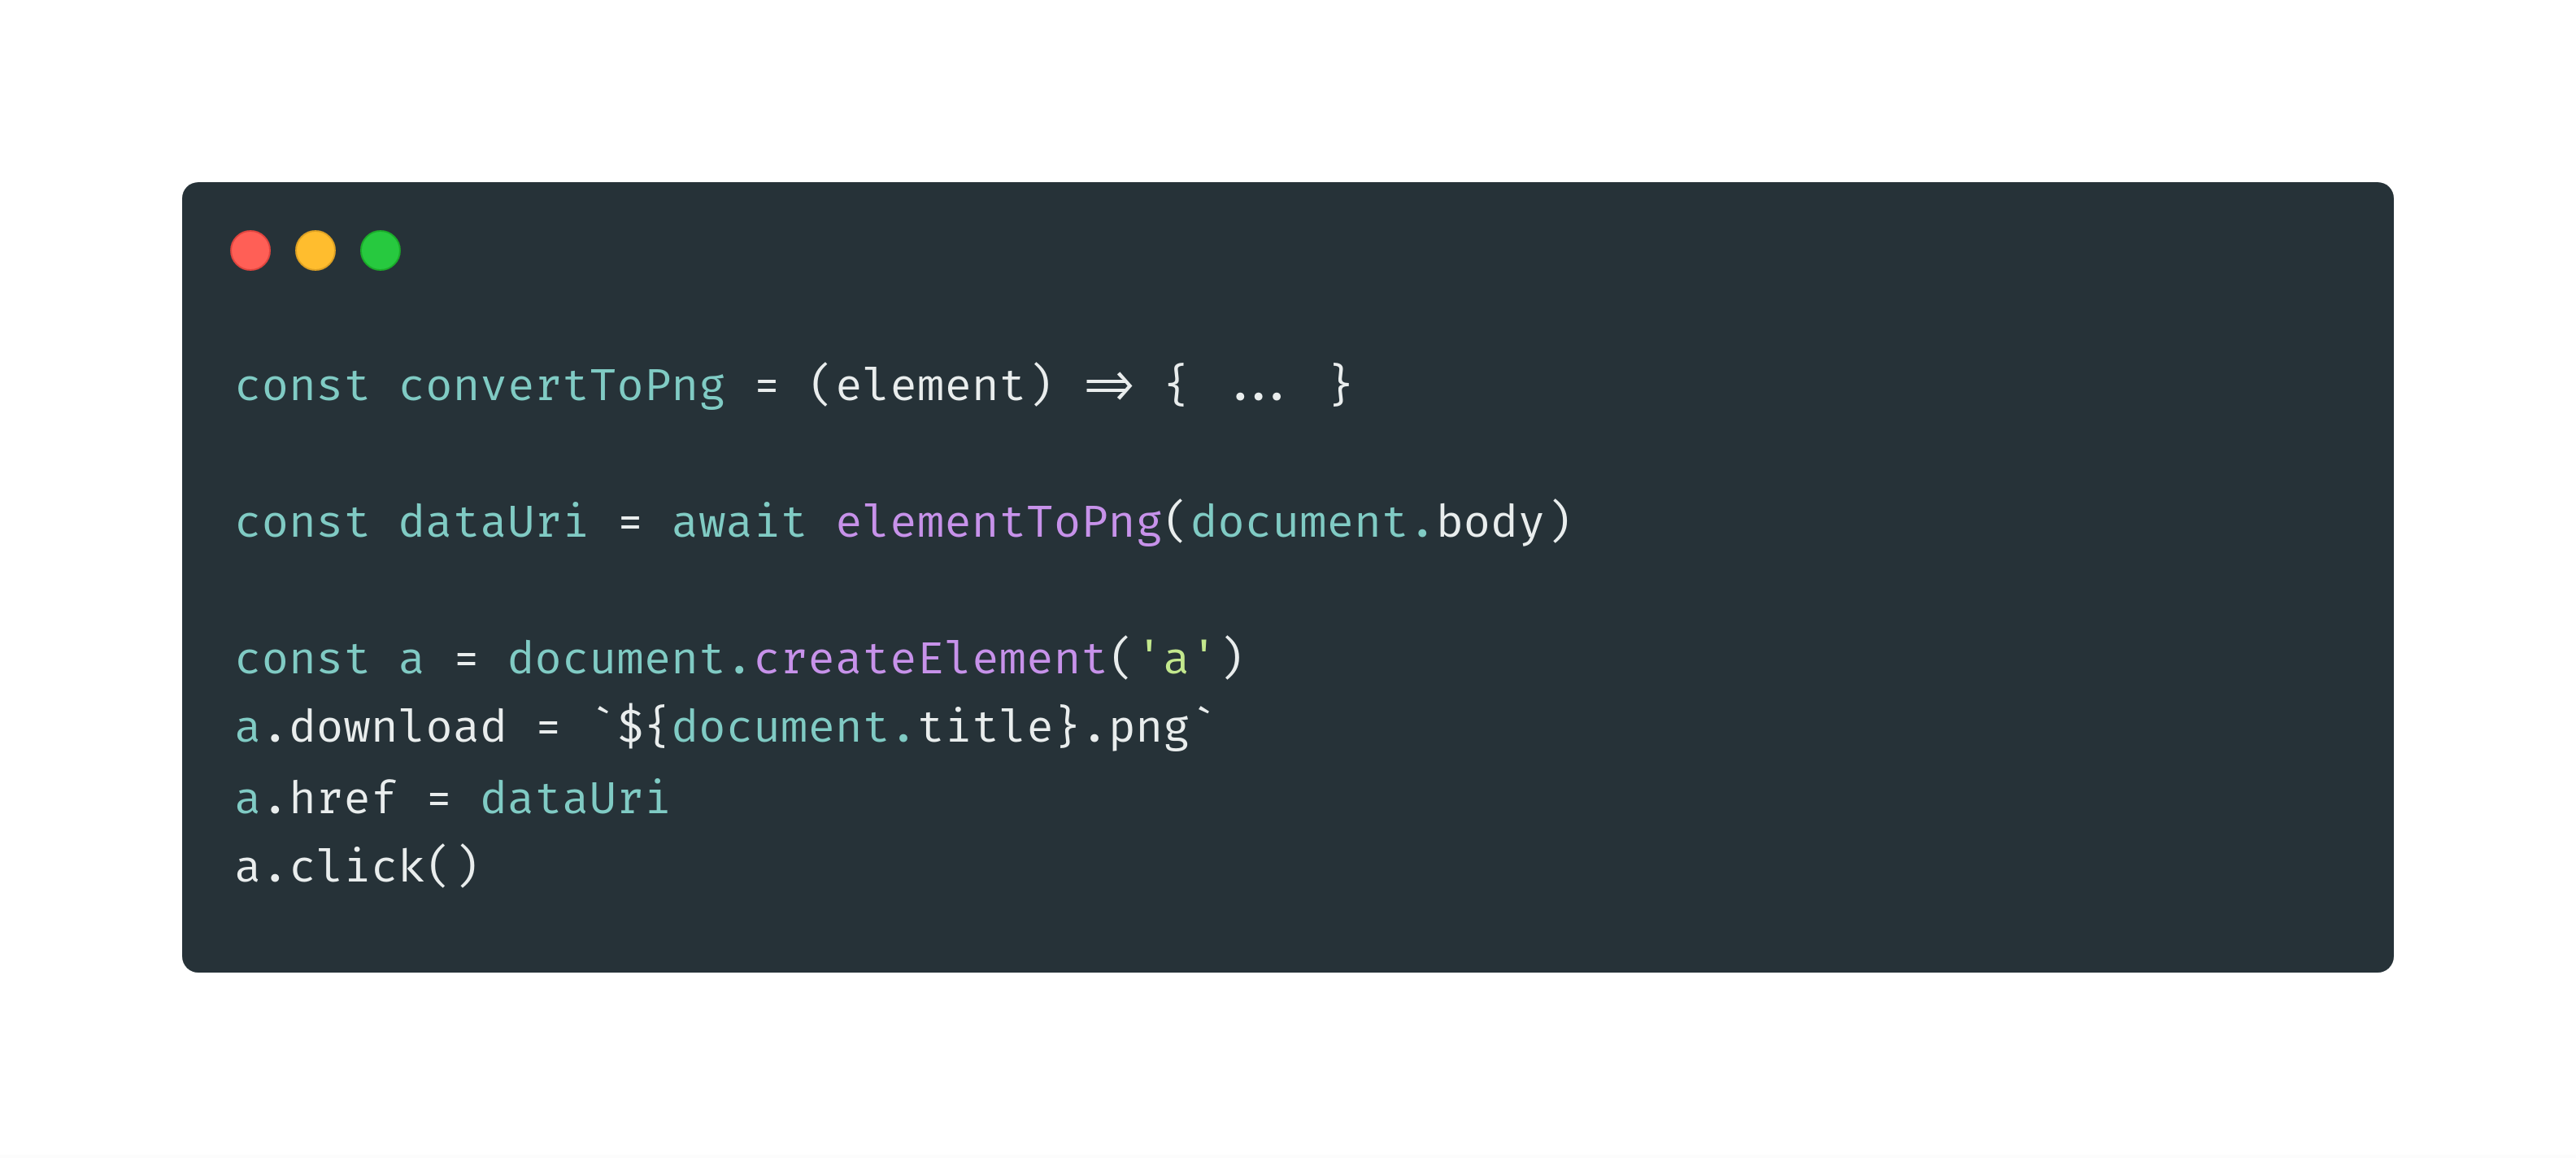 const convertToPng = (element) => { ... }
const dataUri = await elementToPng(document.body)
const a = document.createElement('a')
a.download = `${document.title}.png`
a.href = dataUri
a.click()